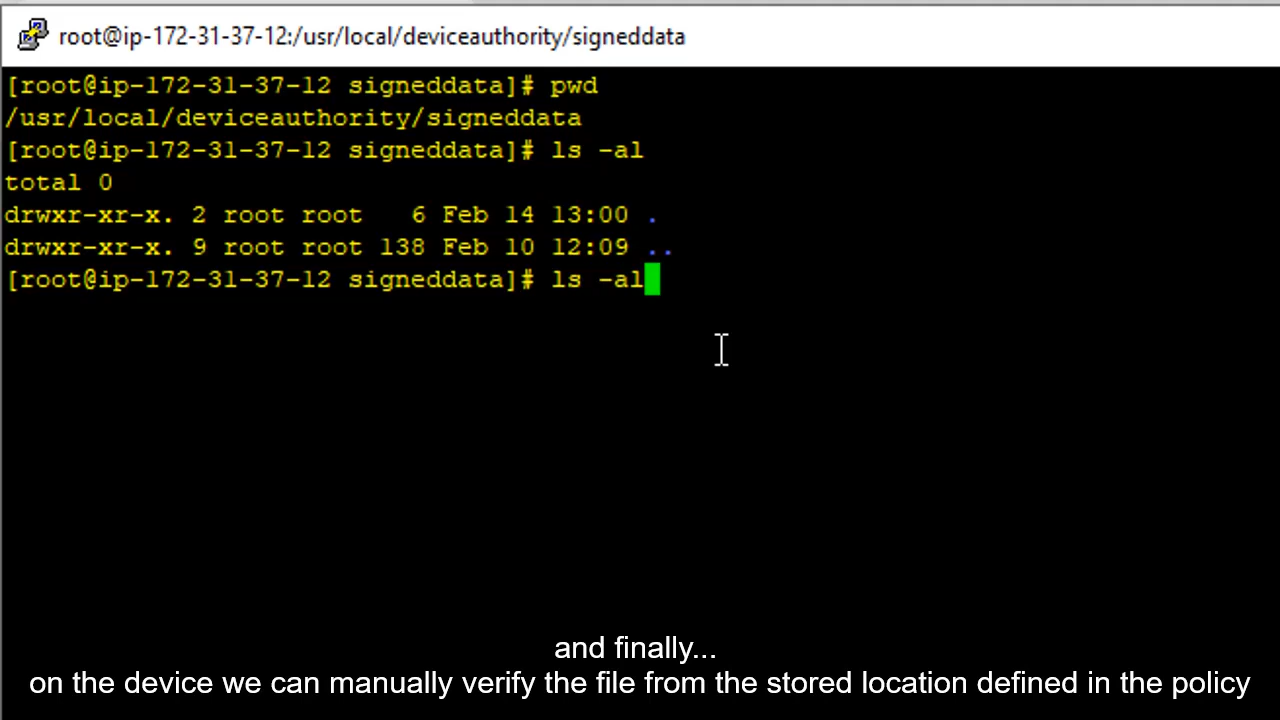 root@ip-172-31-37-12:/usr/local/deviceauthority/signeddata
[root@ip-172-31-37-12 signeddata]# pwd
/usr/local/deviceauthority/signeddata
[root@ip-172-31-37-12 signeddata]# ls -al
total 0
drwxr-xr-x. 2 root root   6 Feb 14 13:00 .
drwxr-xr-x. 9 root root 138 Feb 10 12:09 ..
[root@ip-172-31-37-12 signeddata]# ls -al
and finally...
on the device we can manually verify the file from the stored location defined in the policy